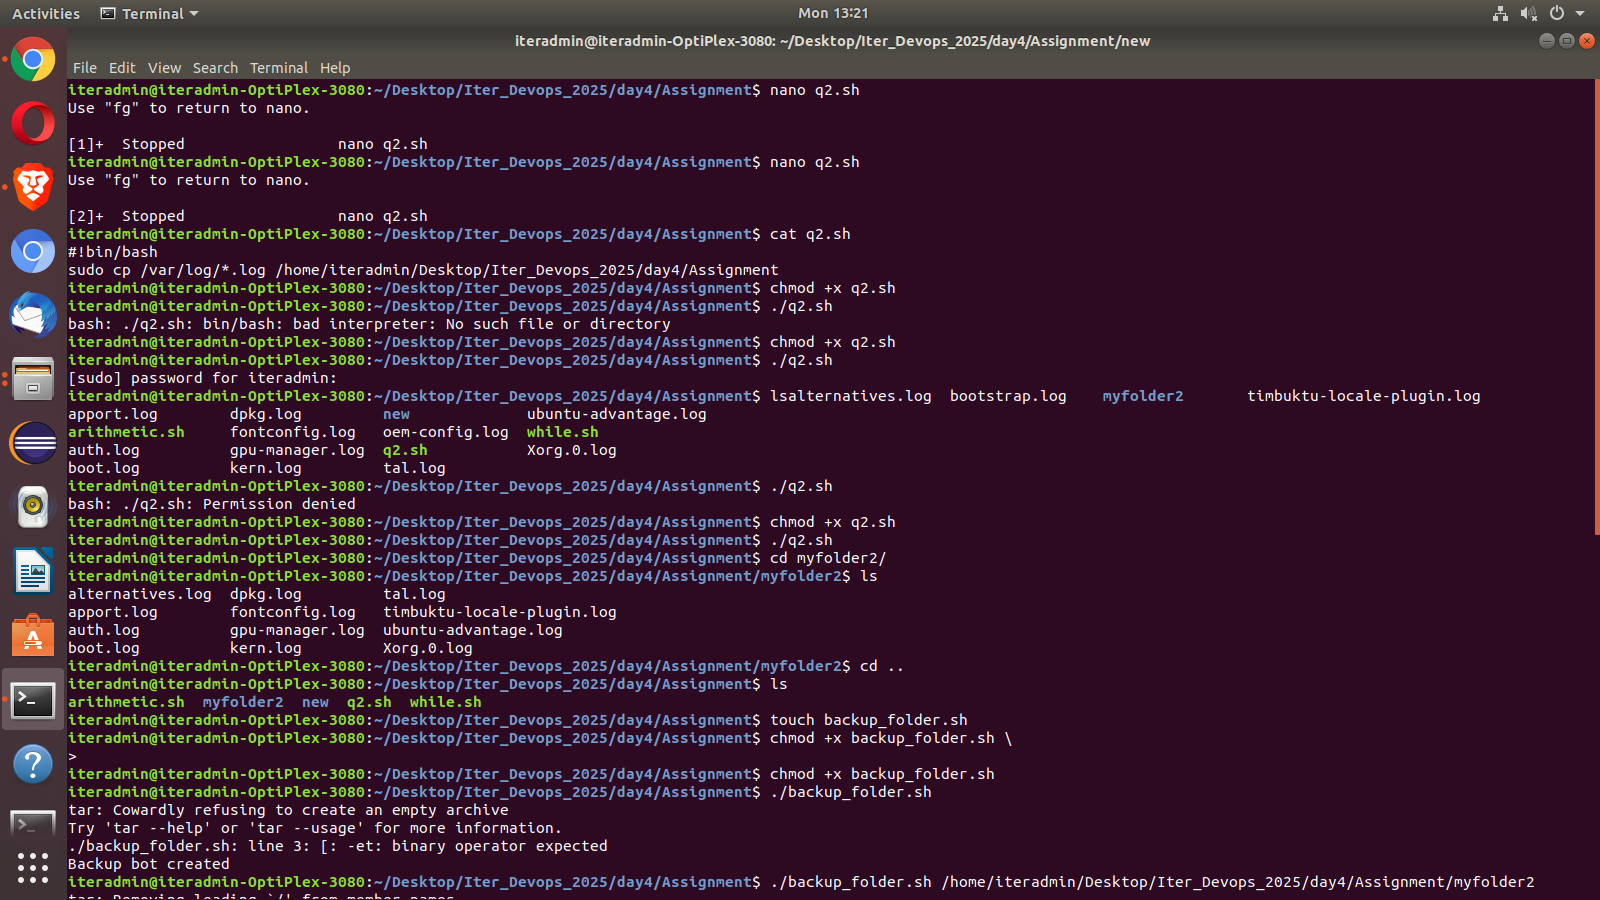 Activities Terminal Mon 13:21
iteradmin@iteradmin-OptiPlex-3080: ~/Desktop/Iter_Devops_2025/day4/Assignment/new
File Edit View Search Terminal Help
iteradmin@iteradmin-OptiPlex-3080:~/Desktop/Iter_Devops_2025/day4/Assignment$ nano q2.sh
Use "fg" to return to nano.
[1]+  Stopped                 nano q2.sh
iteradmin@iteradmin-OptiPlex-3080:~/Desktop/Iter_Devops_2025/day4/Assignment$ nano q2.sh
Use "fg" to return to nano.
[2]+  Stopped                 nano q2.sh
iteradmin@iteradmin-OptiPlex-3080:~/Desktop/Iter_Devops_2025/day4/Assignment$ cat q2.sh
#!bin/bash
sudo cp /var/log/*.log /home/iteradmin/Desktop/Iter_Devops_2025/day4/Assignment
iteradmin@iteradmin-OptiPlex-3080:~/Desktop/Iter_Devops_2025/day4/Assignment$ chmod +x q2.sh
iteradmin@iteradmin-OptiPlex-3080:~/Desktop/Iter_Devops_2025/day4/Assignment$ ./q2.sh
bash: ./q2.sh: bin/bash: bad interpreter: No such file or directory
iteradmin@iteradmin-OptiPlex-3080:~/Desktop/Iter_Devops_2025/day4/Assignment$ chmod +x q2.sh
iteradmin@iteradmin-OptiPlex-3080:~/Desktop/Iter_Devops_2025/day4/Assignment$ ./q2.sh
[sudo] password for iteradmin:
iteradmin@iteradmin-OptiPlex-3080:~/Desktop/Iter_Devops_2025/day4/Assignment$ lsalternatives.log  bootstrap.log    myfolder2       timbuktu-locale-plugin.log
apport.log        dpkg.log         new             ubuntu-advantage.log
arithmetic.sh     fontconfig.log   oem-config.log  while.sh
auth.log          gpu-manager.log  q2.sh           Xorg.0.log
boot.log          kern.log         tal.log
iteradmin@iteradmin-OptiPlex-3080:~/Desktop/Iter_Devops_2025/day4/Assignment$ ./q2.sh
bash: ./q2.sh: Permission denied
iteradmin@iteradmin-OptiPlex-3080:~/Desktop/Iter_Devops_2025/day4/Assignment$ chmod +x q2.sh
iteradmin@iteradmin-OptiPlex-3080:~/Desktop/Iter_Devops_2025/day4/Assignment$ ./q2.sh
iteradmin@iteradmin-OptiPlex-3080:~/Desktop/Iter_Devops_2025/day4/Assignment$ cd myfolder2/
iteradmin@iteradmin-OptiPlex-3080:~/Desktop/Iter_Devops_2025/day4/Assignment/myfolder2$ ls
alternatives.log  dpkg.log         tal.log
apport.log        fontconfig.log   timbuktu-locale-plugin.log
auth.log          gpu-manager.log  ubuntu-advantage.log
boot.log          kern.log         Xorg.0.log
iteradmin@iteradmin-OptiPlex-3080:~/Desktop/Iter_Devops_2025/day4/Assignment/myfolder2$ cd ..
iteradmin@iteradmin-OptiPlex-3080:~/Desktop/Iter_Devops_2025/day4/Assignment$ ls
arithmetic.sh  myfolder2  new  q2.sh  while.sh
iteradmin@iteradmin-OptiPlex-3080:~/Desktop/Iter_Devops_2025/day4/Assignment$ touch backup_folder.sh
iteradmin@iteradmin-OptiPlex-3080:~/Desktop/Iter_Devops_2025/day4/Assignment$ chmod +x backup_folder.sh \
>
iteradmin@iteradmin-OptiPlex-3080:~/Desktop/Iter_Devops_2025/day4/Assignment$ chmod +x backup_folder.sh
iteradmin@iteradmin-OptiPlex-3080:~/Desktop/Iter_Devops_2025/day4/Assignment$ ./backup_folder.sh
tar: Cowardly refusing to create an empty archive
Try 'tar --help' or 'tar --usage' for more information.
./backup_folder.sh: line 3: [: -et: binary operator expected
Backup bot created
iteradmin@iteradmin-OptiPlex-3080:~/Desktop/Iter_Devops_2025/day4/Assignment$ ./backup_folder.sh /home/iteradmin/Desktop/Iter_Devops_2025/day4/Assignment/myfolder2
tar: Removing leading `/' from member names